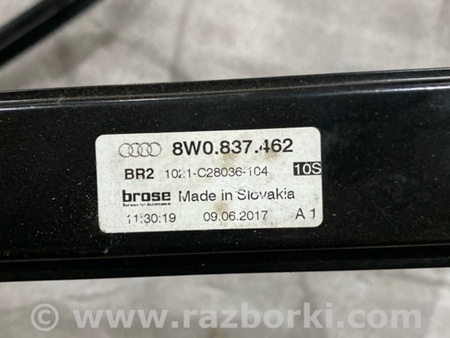 8W0.837.462
BR2 1021-C28036-104 10S
brose Made in Slovakia
11:30:19 09.06.2017 A 1
www.razborki.com